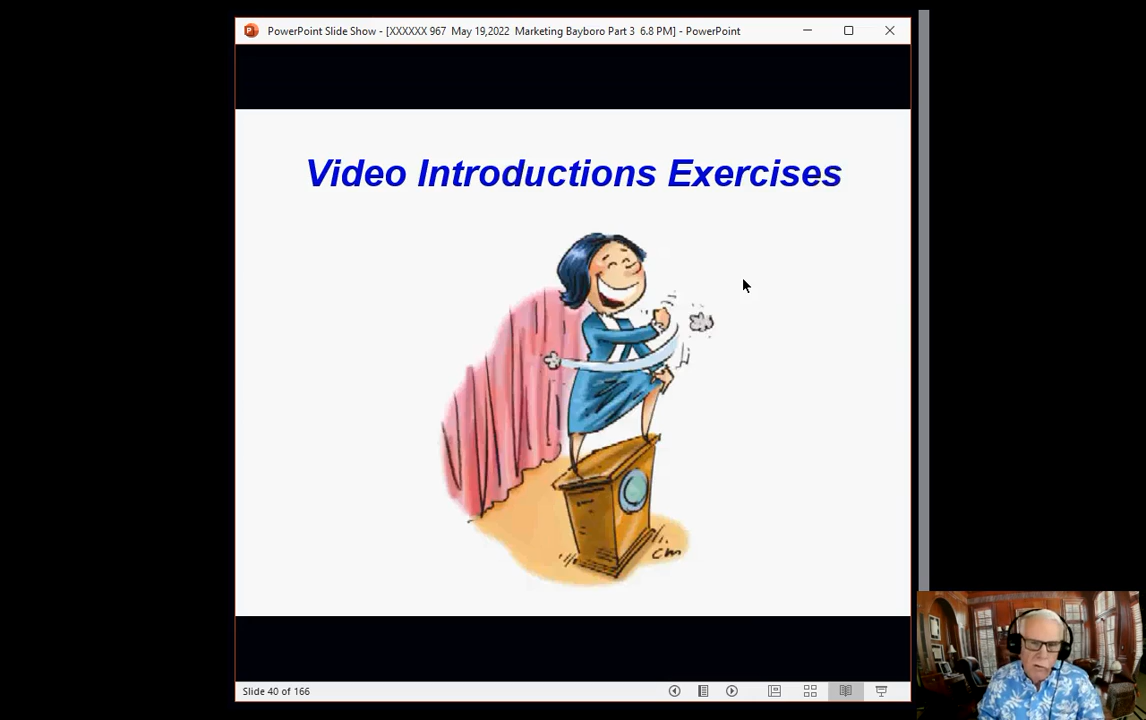 PowerPoint Slide Show - [XXXXXX 967 May 19,2022 Marketing Bayboro Part 3 6.8 PM] - PowerPoint
Video Introductions Exercises
cm
Slide 40 of 166